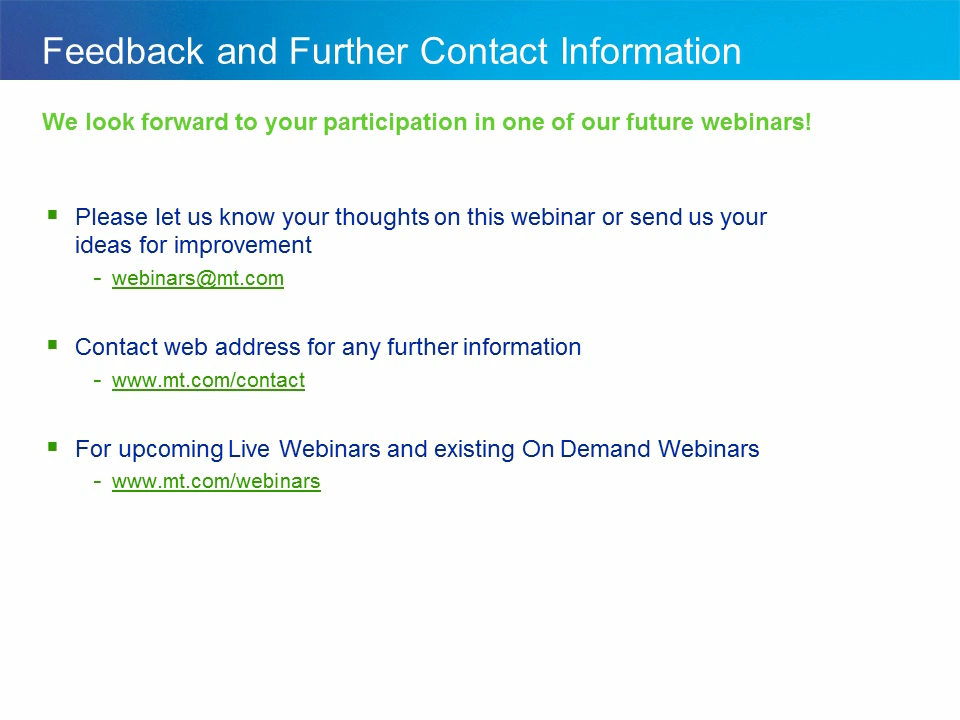 Feedback and Further Contact Information
We look forward to your participation in one of our future webinars!
Please let us know your thoughts on this webinar or send us your
ideas for improvement
- webinars@mt.com
Contact web address for any further information
- www.mt.com/contact
For upcoming Live Webinars and existing On Demand Webinars
- www.mt.com/webinars